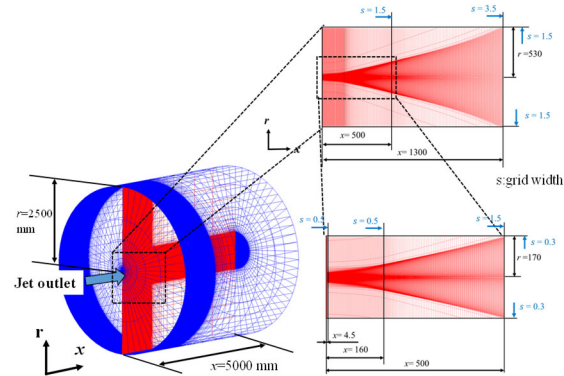 s = 1.5
s = 3.5
s = 1.5
r =530
r
x
x= 500
s = 1.5
x= 1300
s:grid width
s = 0.5
s = 0.5
s = 1.5
s = 0.3
r =170
r=2500
mm
Jet outlet
s = 0.3
x= 4.5
x= 160
x= 500
r
x
x=5000 mm